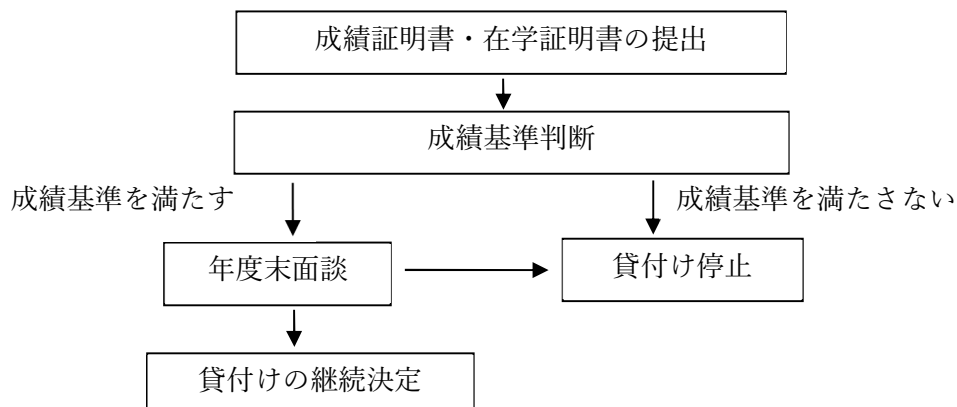 成績証明書・在学証明書の提出
成績基準判断
成績基準を満たす
成績基準を満たさない
年度末面談
貸付け停止
貸付けの継続決定